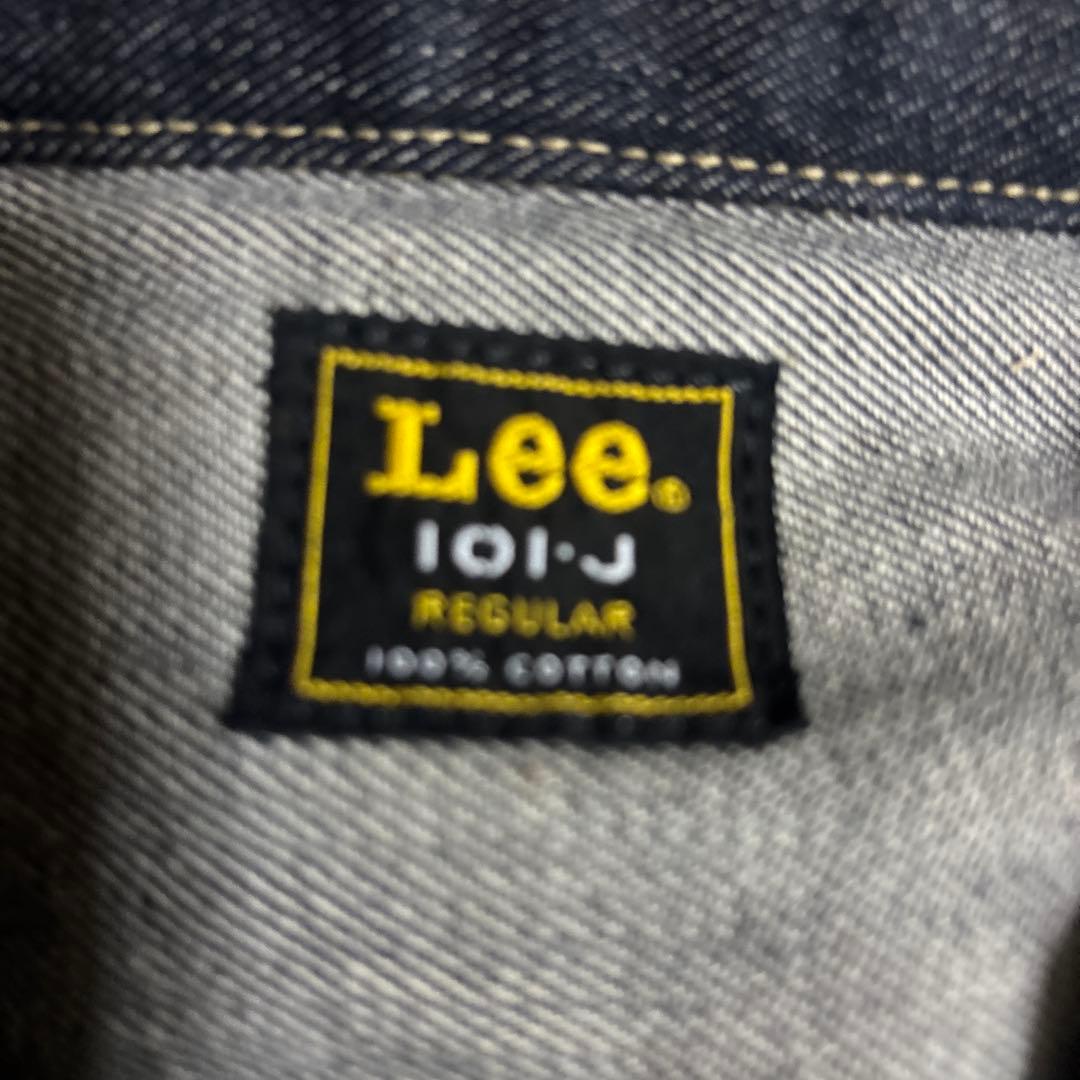 Lee®
101-J
REGULAR
100% COTTON